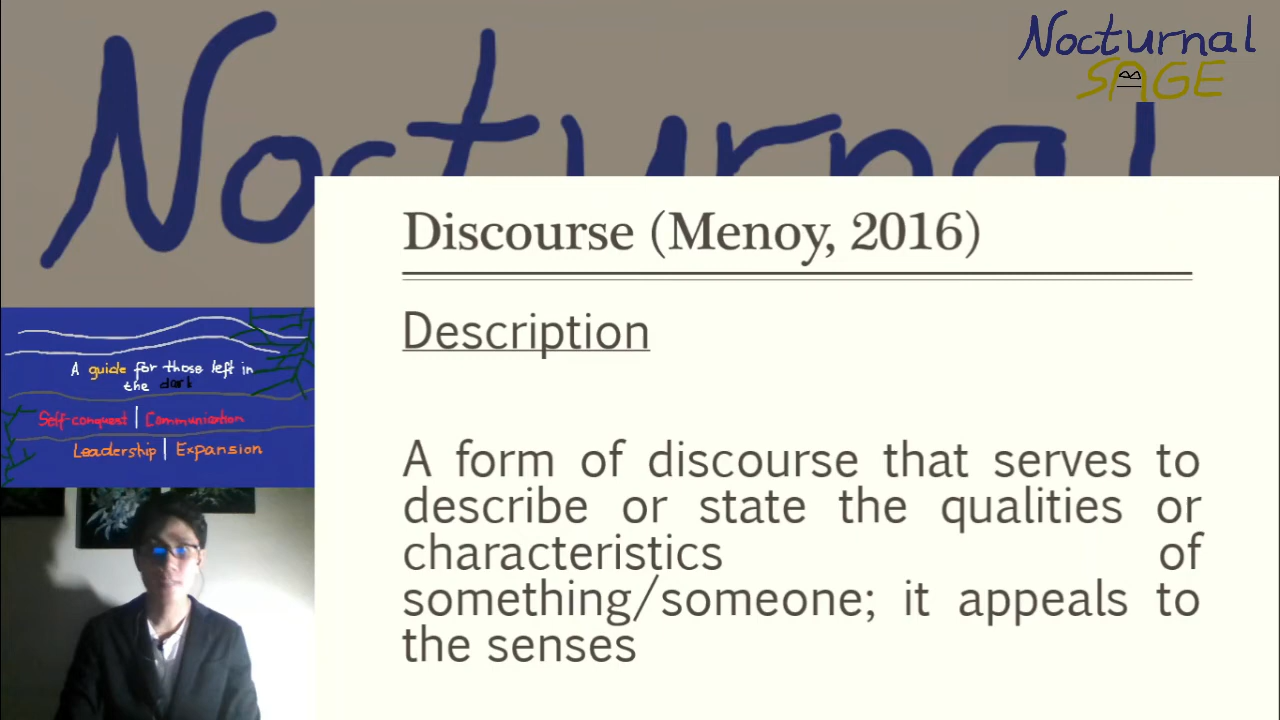 Nocturnal
Nocturnal
SAGE
Discourse (Menoy, 2016)
Description
A form of discourse that serves to
describe or state the qualities or
characteristics of
something/someone; it appeals to
the senses
A guide for those left in
the dark
Self-conquest | Communication
Leadership | Expansion